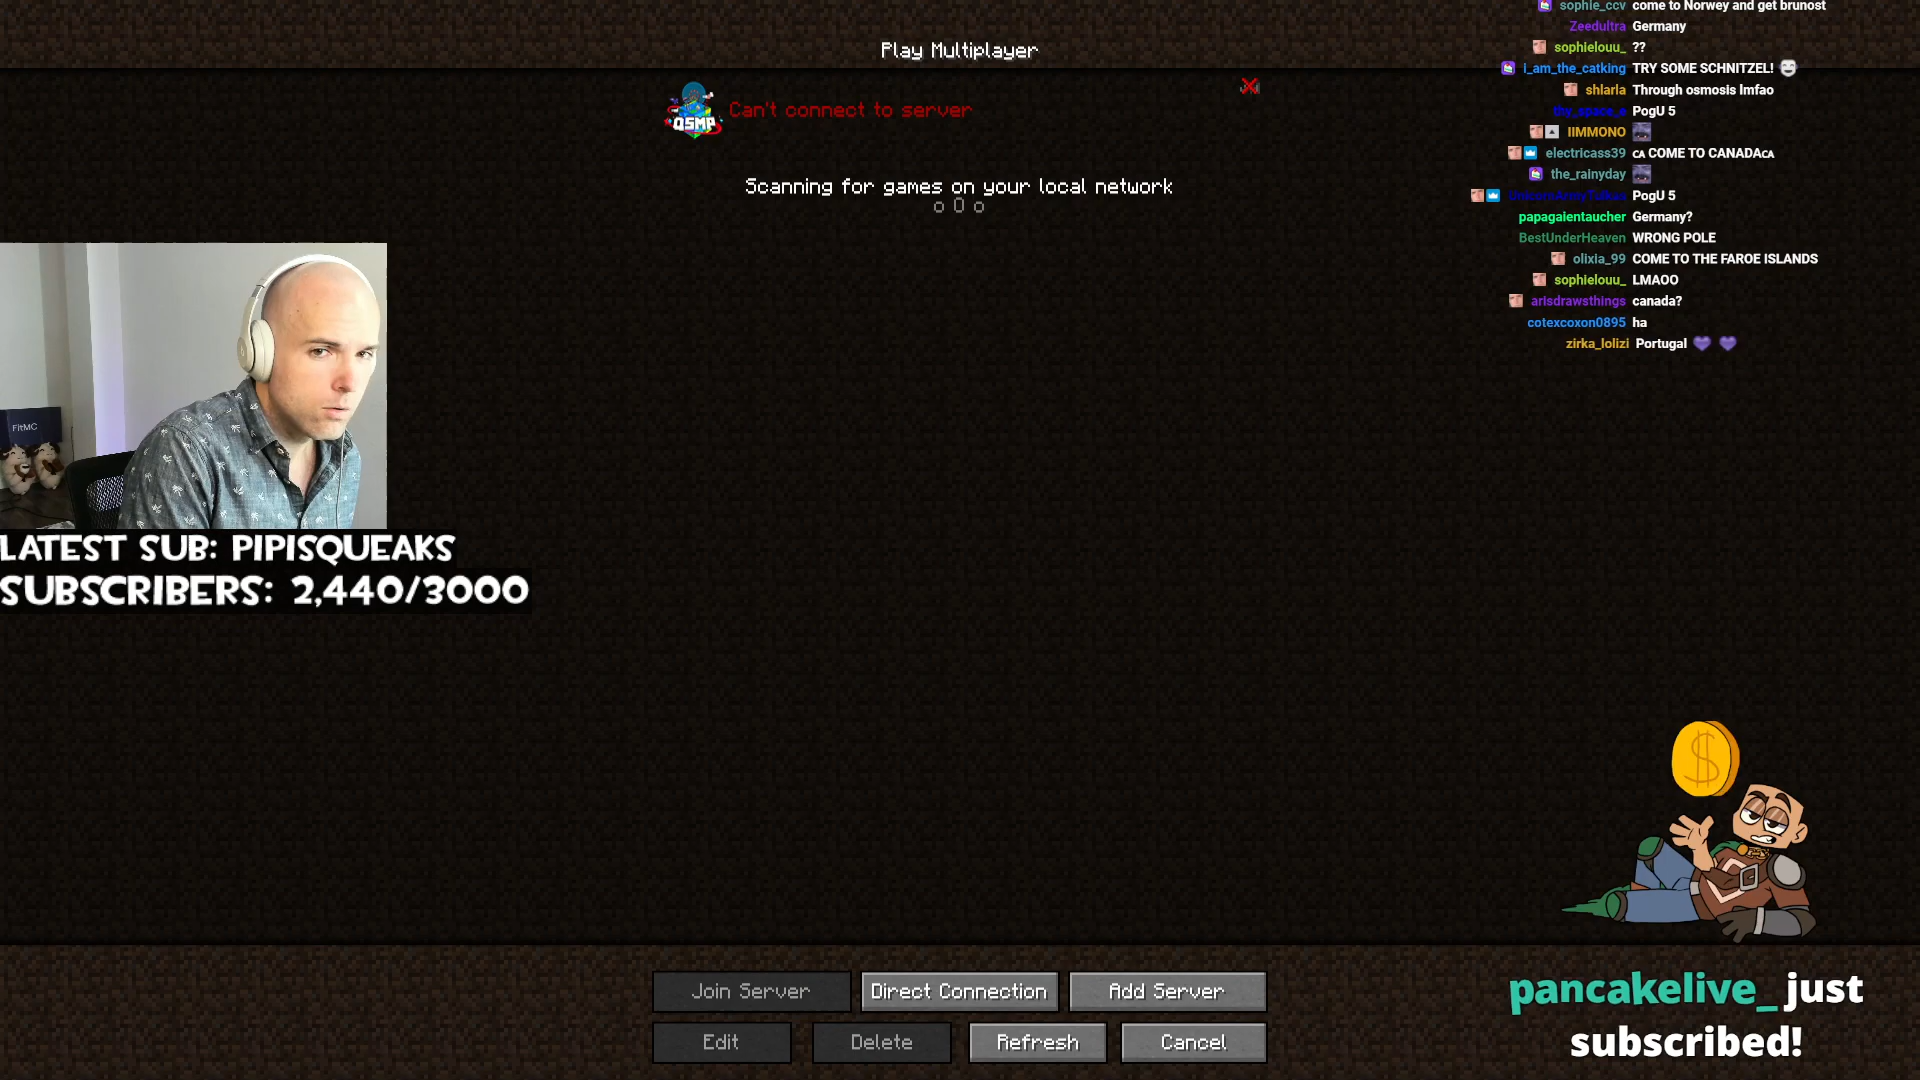 Play Multiplayer
QSMP
Can't connect to server
Scanning for games on your local network
o O o
sophie_ccv come to Norwey and get brunost
Zeedultra Germany
sophielouu_ ??
i_am_the_catking TRY SOME SCHNITZEL!
shlarla Through osmosis lmfao
thy_space_e PogU 5
IIMMONO
electricass39 CA COME TO CANADA CA
the_rainyday
PogU 5
papagaientaucher Germany?
BestUnderHeaven WRONG POLE
olixia_99 COME TO THE FAROE ISLANDS
sophielouu_ LMAOO
arisdrawsthings canada?
cotexcoxon0895 ha
zirka_lolizi Portugal
FitMC
LATEST SUB: PIPISQUEAKS
SUBSCRIBERS: 2,440/3000
Join Server
Direct Connection
Add Server
Edit
Delete
Refresh
Cancel
pancakelive_ just
subscribed!